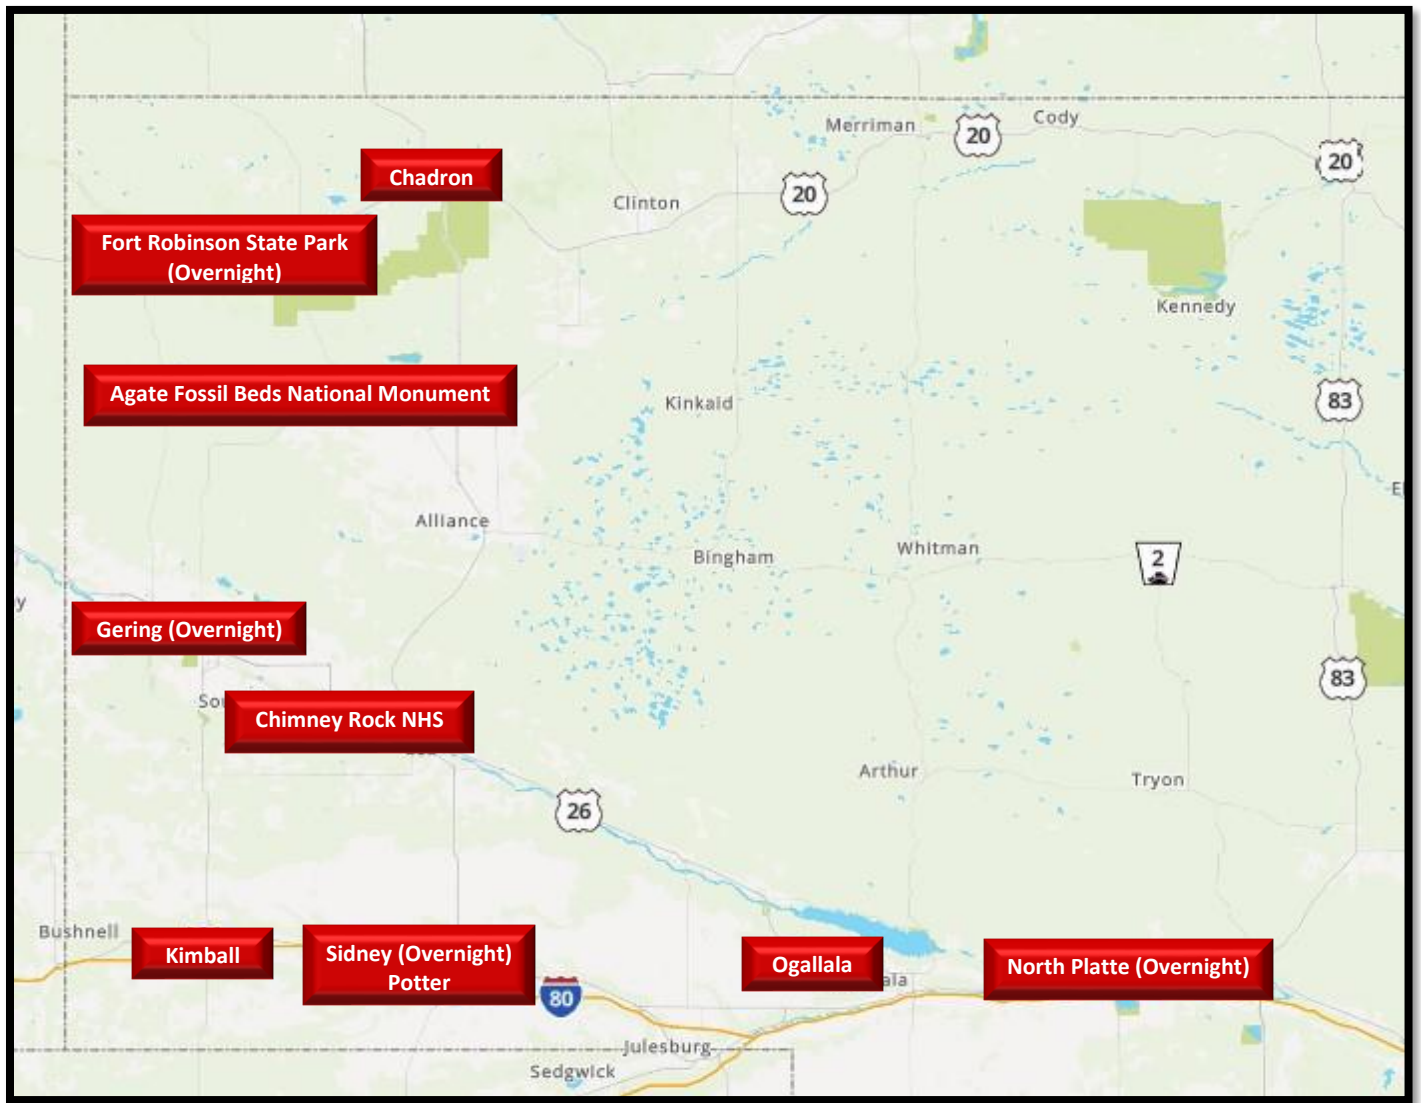 Merriman
20
Cody
20
Chadron
20
Clinton
Fort Robinson State Park
(Overnight)
Kennedy
Agate Fossil Beds National Monument
Kinkaid
83
Alliance
Bingham
Whitman
2
Gering (Overnight)
83
Chimney Rock NHS
Arthur
Tryon
26
Bushnell
Kimball
Sidney (Overnight)
Potter
80
Ogallala
ala
North Platte (Overnight)
Julesburg
Sedgwick